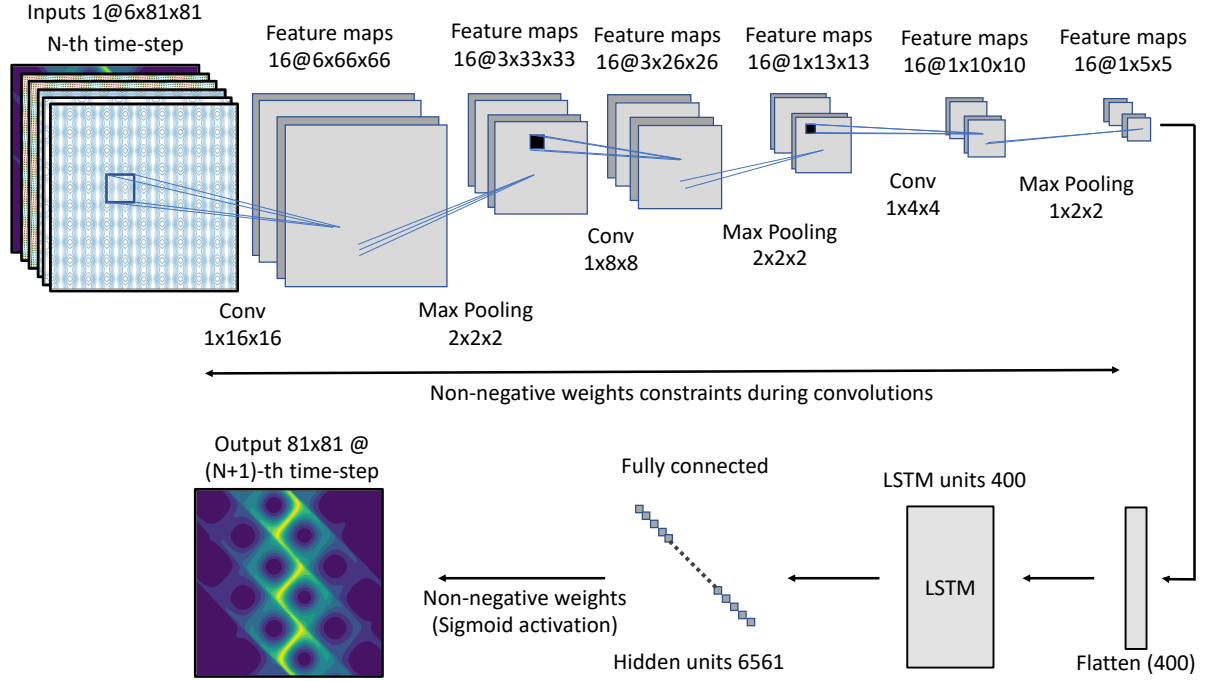 Inputs 1@6x81x81
N-th time-step
Feature maps
16@6x66x66
Feature maps
16@3x33x33
Feature maps
16@3x26x26
Feature maps
16@1x13x13
Feature maps
16@1x10x10
Feature maps
16@1x5x5
Conv
1x16x16
Max Pooling
2x2x2
Conv
1x8x8
Max Pooling
2x2x2
Conv
1x4x4
Max Pooling
1x2x2
Non-negative weights constraints during convolutions
Output 81x81 @
(N+1)-th time-step
Non-negative weights
(Sigmoid activation)
Fully connected
Hidden units 6561
LSTM units 400
LSTM
Flatten (400)